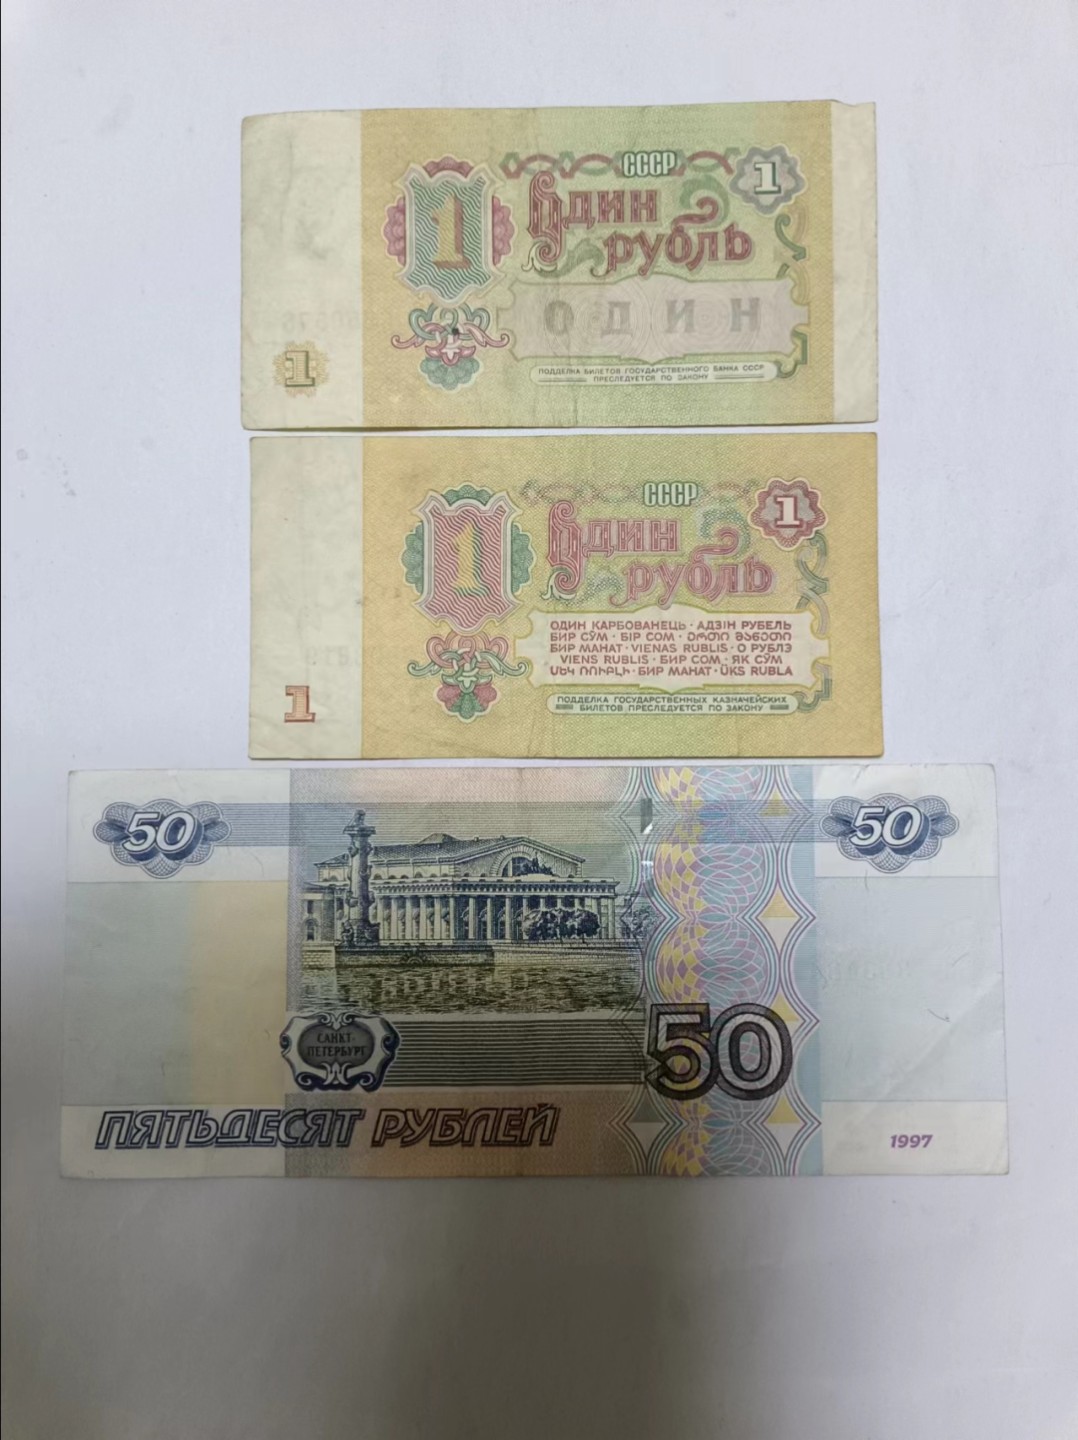 СССР
1
1
Один
рубль
ОДИН
1
ПОДДЕЛКА БИЛЕТОВ ГОСУДАРСТВЕННОГО БАНКА СССР
ПРЕСЛЕДУЕТСЯ ПО ЗАКОНУ
СССР
1
1
Один
рубль
ОДИН КАРБОВАНЕЦЬ · АДЗІН РУБЕЛЬ
БИР СЎМ · БІР СОМ · ᲔᲠᲗᲘ ᲛᲐᲜᲔᲗᲘ
БИР МАНАТ · VIENAS RUBLIS · О РУБЛЭ
VIENS RUBLIS · БИР СОМ · ЯК СӮМ
ՄԵԿ ՌՈՒԲԼԻ · БИР МАНАТ · ÜKS RUBLA
1
ПОДДЕЛКА ГОСУДАРСТВЕННЫХ КАЗНАЧЕЙСКИХ
БИЛЕТОВ ПРЕСЛЕДУЕТСЯ ПО ЗАКОНУ
50
50
САНКТ-
ПЕТЕРБУРГ
50
ПЯТЬДЕСЯТ РУБЛЕЙ
1997